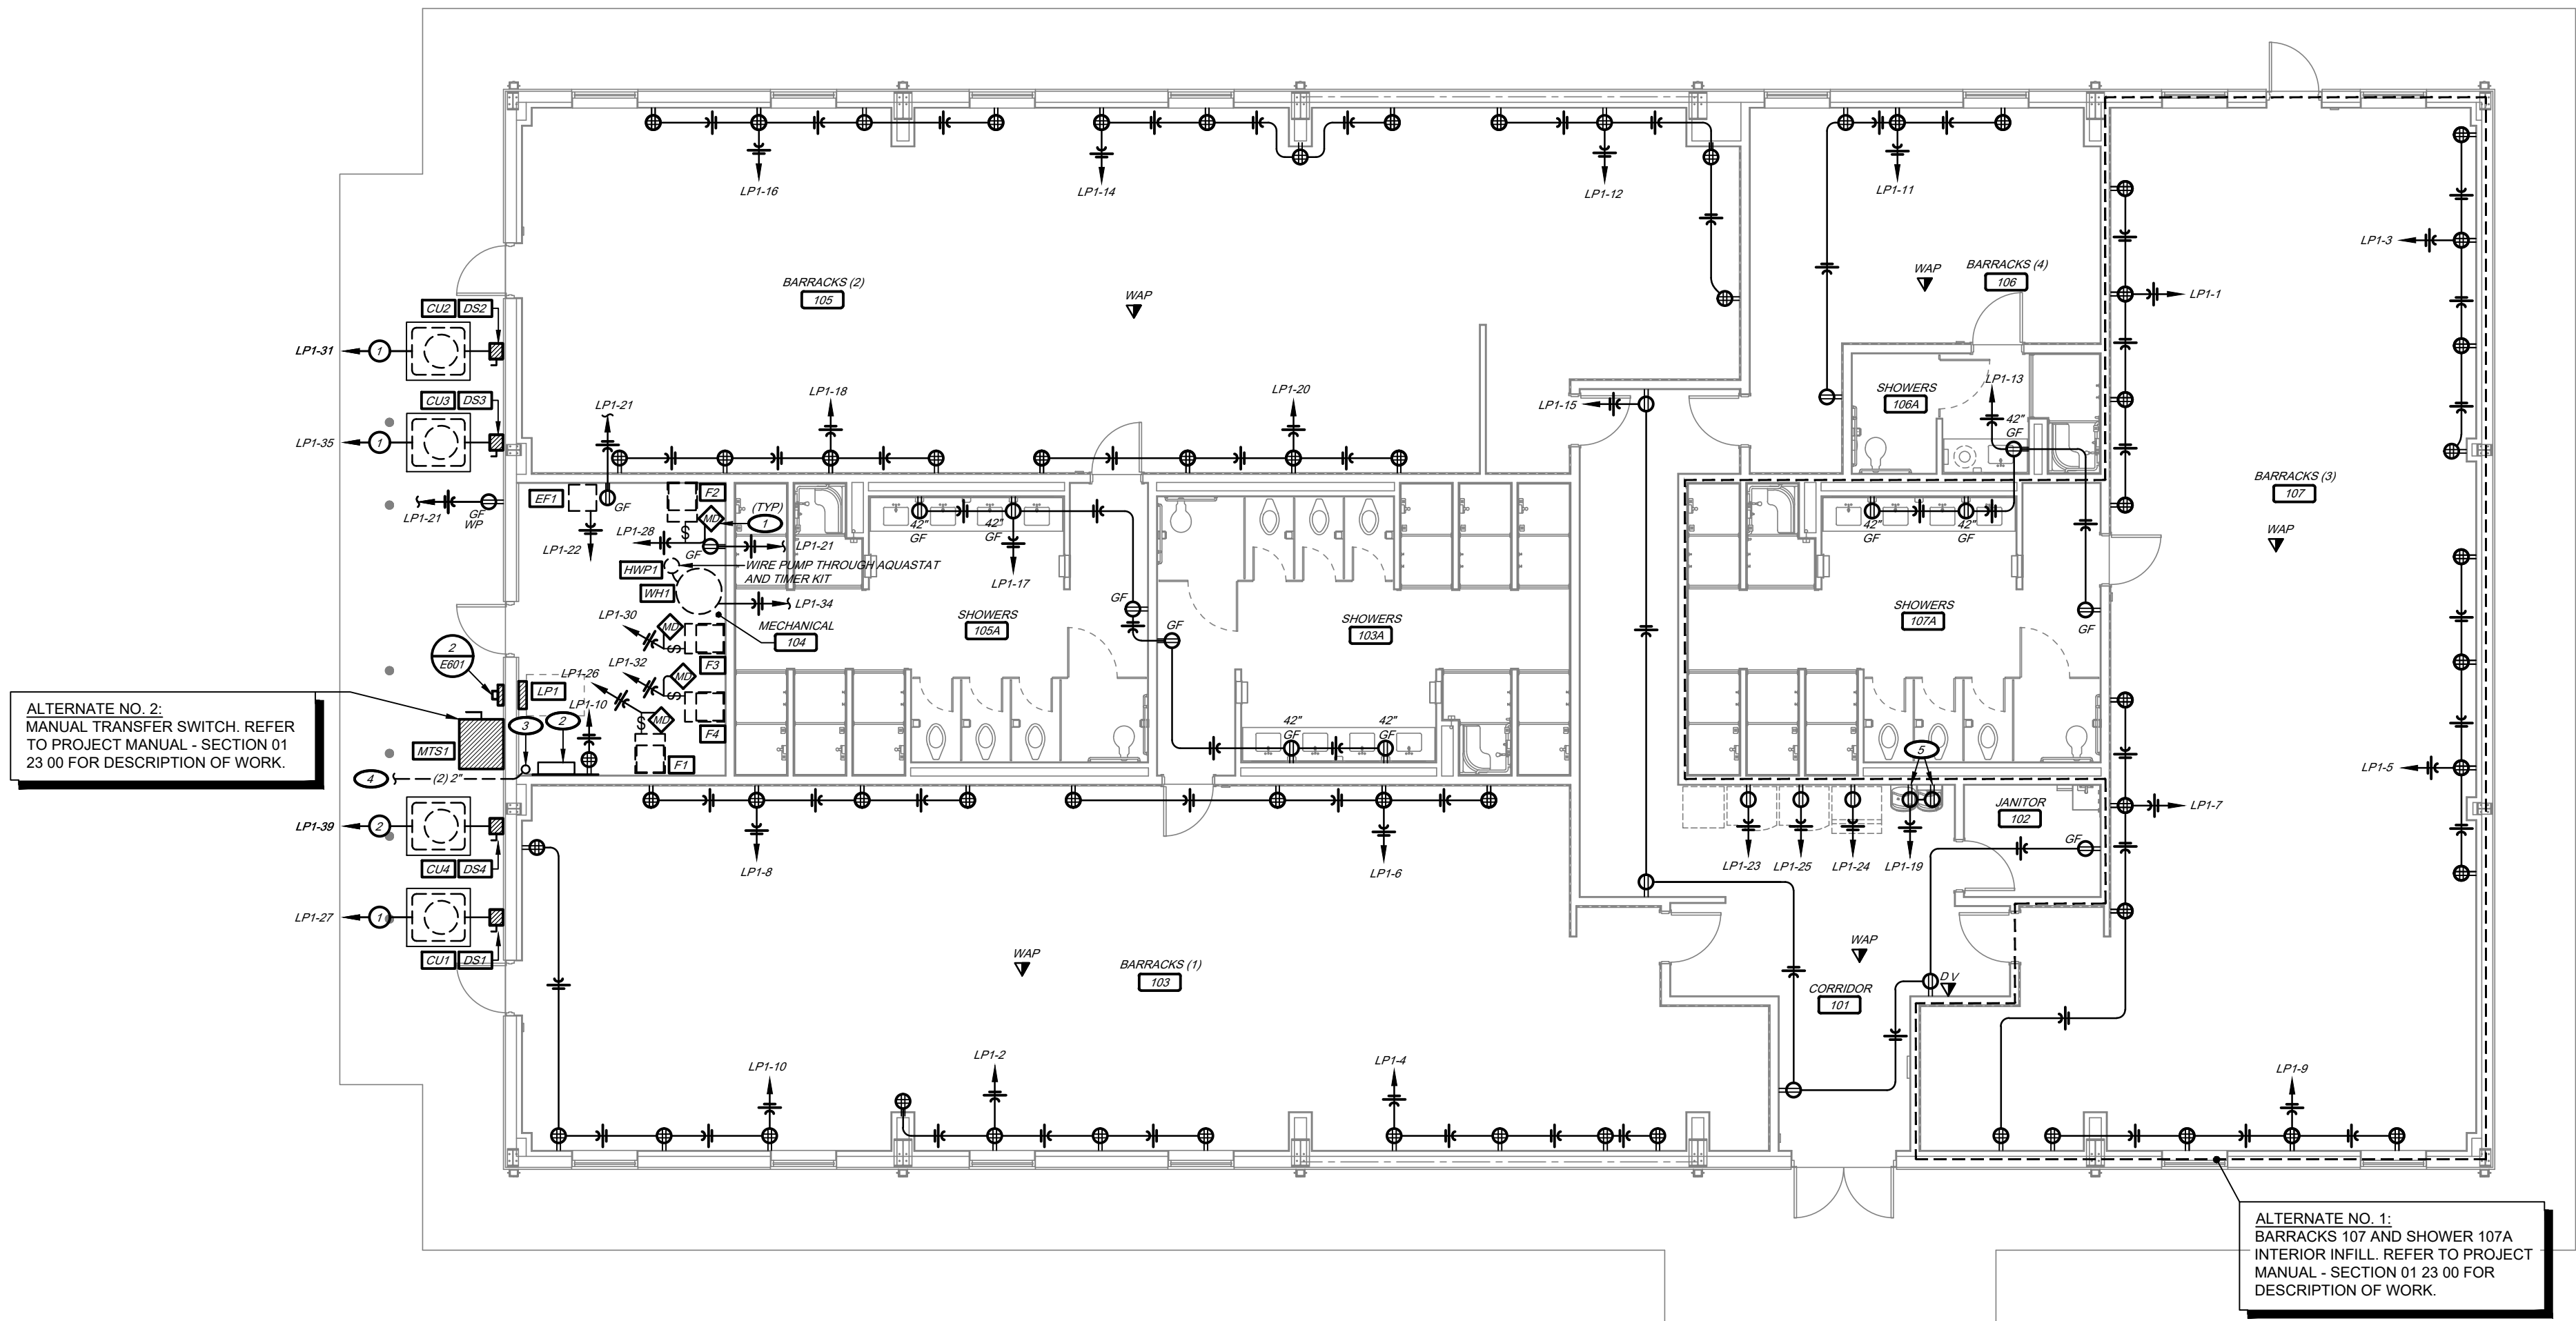 LP1-16
LP1-14
LP1-12
LP1-11
LP1-3
LP1-1
BARRACKS (2)
105
WAP
WAP
BARRACKS (4)
106
CU2 DS2
LP1-31
1
CU3 DS3
LP1-35
1
LP1-21
LP1-18
LP1-20
LP1-15
SHOWERS
106A
LP1-13
42"
GF
BARRACKS (3)
107
WAP
LP1-21
GF
WP
EF1
GF
F2
(TYP)
1
MD
LP1-28
$
LP1-22
GF
LP1-21
HWP1
WIRE PUMP THROUGH AQUASTAT
AND TIMER KIT
WH1
LP1-34
42"
GF
42"
GF
LP1-17
GF
GF
42"
GF
42"
GF
GF
LP1-30
MD
$
F3
MECHANICAL
104
SHOWERS
105A
SHOWERS
103A
SHOWERS
107A
2
E601
LP1-32
MD
$
F4
LP1-26
MD
$
F1
LP1
LP1-10
3
2
ALTERNATE NO. 2:
MANUAL TRANSFER SWITCH. REFER
TO PROJECT MANUAL - SECTION 01
23 00 FOR DESCRIPTION OF WORK.
MTS1
4
(2) 2"
42"
GF
42"
GF
5
LP1-5
LP1-7
LP1-39
2
CU4 DS4
LP1-8
LP1-6
LP1-23
LP1-25
LP1-24
LP1-19
JANITOR
102
GF
LP1-27
1
CU1 DS1
WAP
BARRACKS (1)
103
WAP
CORRIDOR
101
D V
LP1-10
LP1-2
LP1-4
LP1-9
ALTERNATE NO. 1:
BARRACKS 107 AND SHOWER 107A
INTERIOR INFILL. REFER TO PROJECT
MANUAL - SECTION 01 23 00 FOR
DESCRIPTION OF WORK.